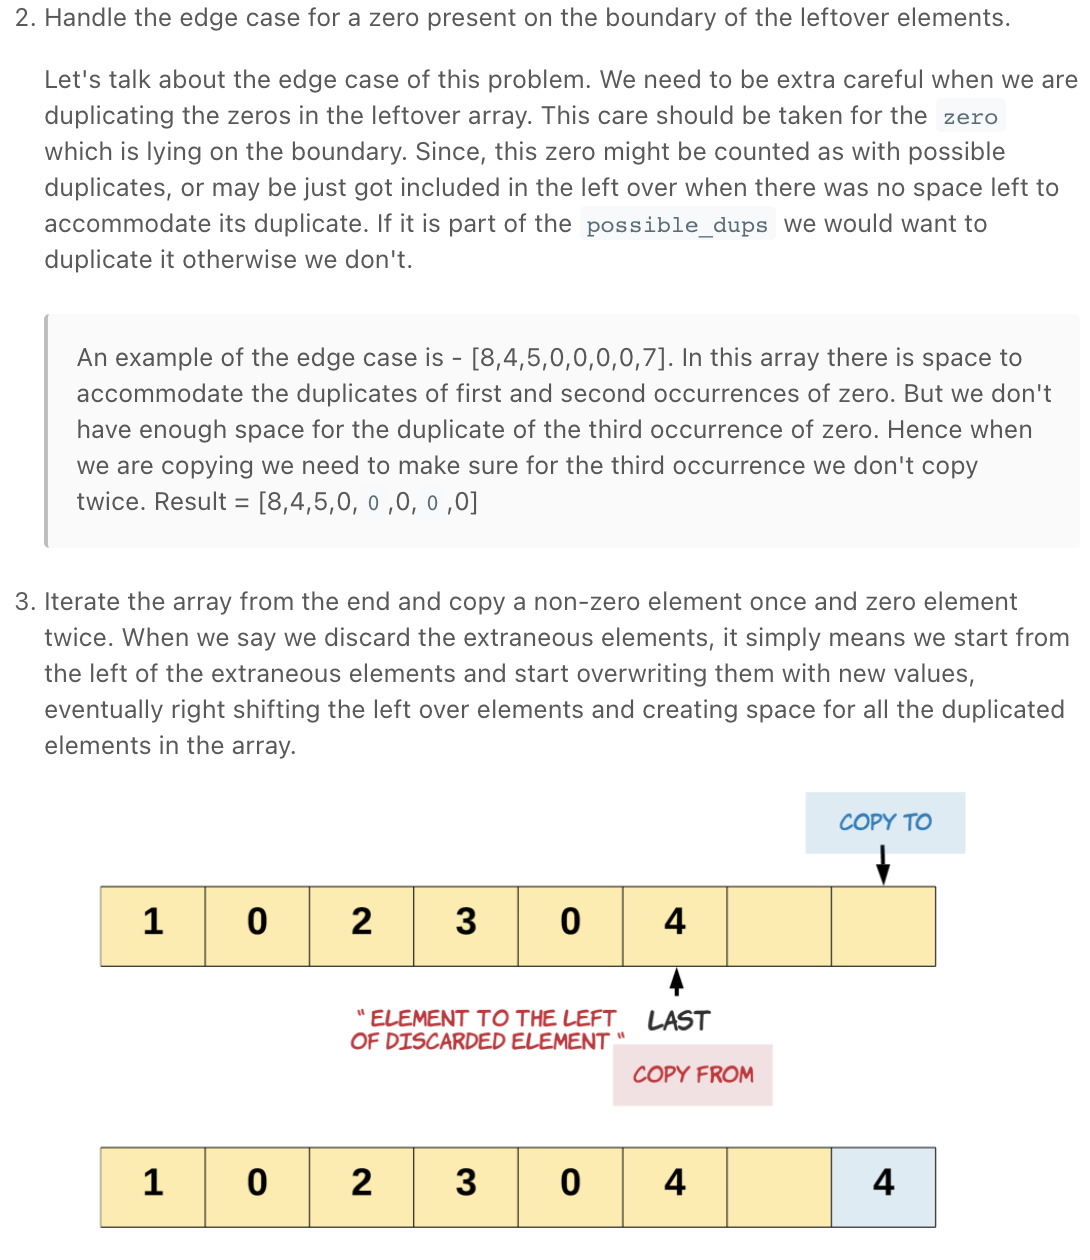 2. Handle the edge case for a zero present on the boundary of the leftover elements.
Let's talk about the edge case of this problem. We need to be extra careful when we are
duplicating the zeros in the leftover array. This care should be taken for the zero
which is lying on the boundary. Since, this zero might be counted as with possible
duplicates, or may be just got included in the left over when there was no space left to
accommodate its duplicate. If it is part of the possible_dups we would want to
duplicate it otherwise we don't.
An example of the edge case is - [8,4,5,0,0,0,0,7]. In this array there is space to
accommodate the duplicates of first and second occurrences of zero. But we don't
have enough space for the duplicate of the third occurrence of zero. Hence when
we are copying we need to make sure for the third occurrence we don't copy
twice. Result = [8,4,5,0, 0 ,0, 0 ,0]
3. Iterate the array from the end and copy a non-zero element once and zero element
twice. When we say we discard the extraneous elements, it simply means we start from
the left of the extraneous elements and start overwriting them with new values,
eventually right shifting the left over elements and creating space for all the duplicated
elements in the array.
COPY TO
1 0 2 3 0 4
" ELEMENT TO THE LEFT
OF DISCARDED ELEMENT "
LAST
COPY FROM
1 0 2 3 0 4 4